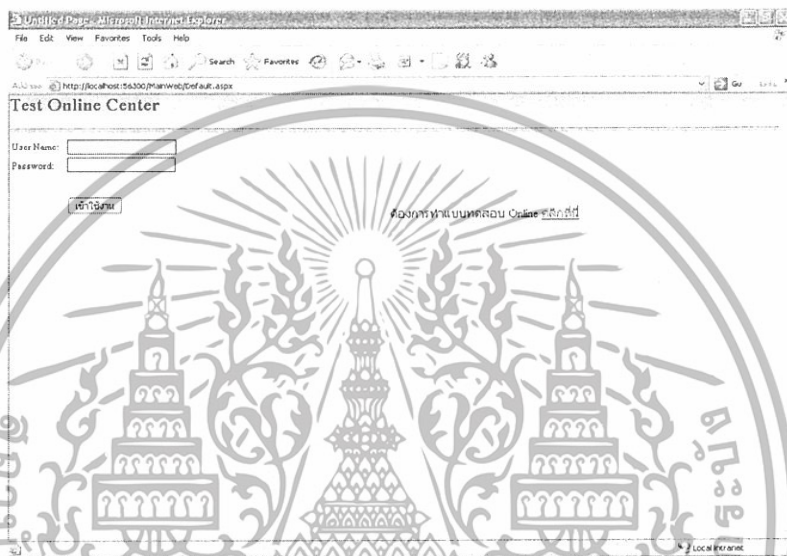 Untitled Page - Microsoft Internet Explorer
File Edit View Favorites Tools Help
Search Favorites
Address http://localhost:56300/MainWeb/Default.aspx Go Links
Test Online Center
User Name:
Password:
เข้าใช้งาน
ต้องการทำแบบทดสอบ Online คลิกที่นี่
Local intranet